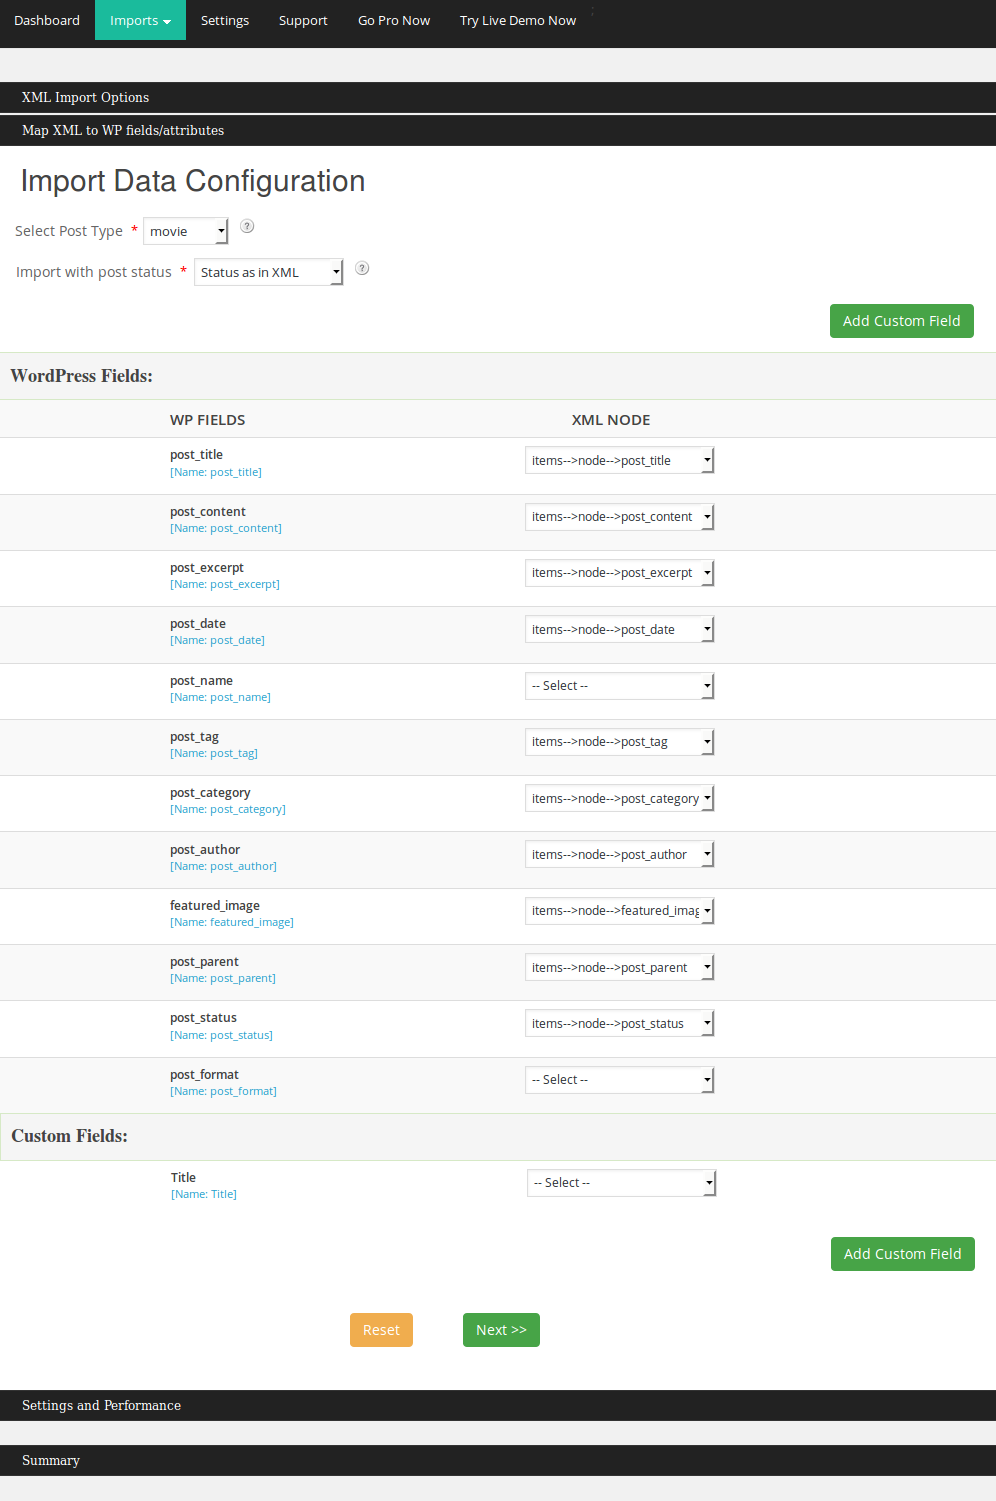 Dashboard Imports Settings Support Go Pro Now Try Live Demo Now ;
XML Import Options
Map XML to WP fields/attributes
Import Data Configuration
Select Post Type * movie ?
Import with post status * Status as in XML ?
Add Custom Field
WordPress Fields:
WP FIELDS XML NODE
post_title items-->node-->post_title
[Name: post_title]
post_content items-->node-->post_content
[Name: post_content]
post_excerpt items-->node-->post_excerpt
[Name: post_excerpt]
post_date items-->node-->post_date
[Name: post_date]
post_name -- Select --
[Name: post_name]
post_tag items-->node-->post_tag
[Name: post_tag]
post_category items-->node-->post_category
[Name: post_category]
post_author items-->node-->post_author
[Name: post_author]
featured_image items-->node-->featured_imag
[Name: featured_image]
post_parent items-->node-->post_parent
[Name: post_parent]
post_status items-->node-->post_status
[Name: post_status]
post_format -- Select --
[Name: post_format]
Custom Fields:
Title -- Select --
[Name: Title]
Add Custom Field
Reset Next >>
Settings and Performance
Summary